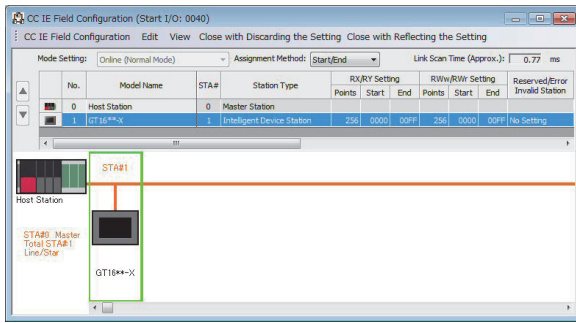 CC IE Field Configuration (Start I/O: 0040)
CC IE Field Configuration Edit View Close with Discarding the Setting Close with Reflecting the Setting
Mode Setting: Online (Normal Mode) Assignment Method: Start/End Link Scan Time (Approx.): 0.77 ms
No. Model Name STA# Station Type RX/RY Setting RWw/RWr Setting Reserved/Error Invalid Station
Points Start End Points Start End
0 Host Station 0 Master Station
1 GT16**-X 1 Intelligent Device Station 256 0000 00FF 256 0000 00FF No Setting
STA#1
Host Station
STA#0 Master
Total STA#:1
Line/Star
GT16**-X